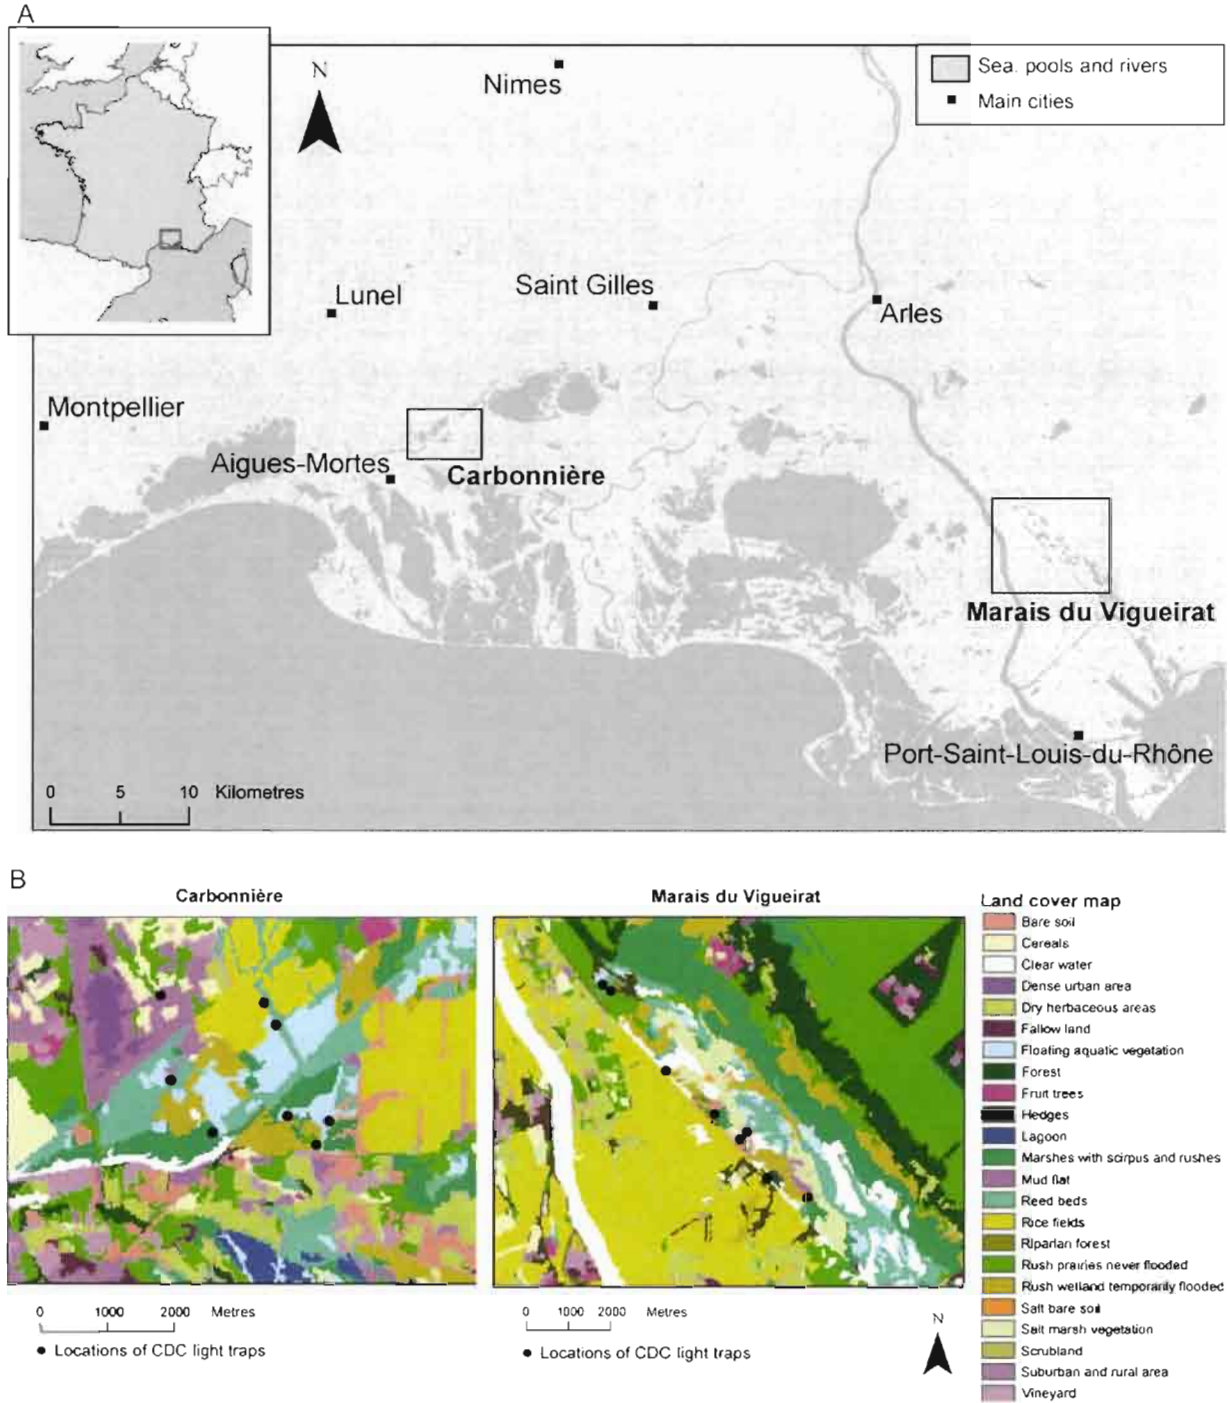 A
N
Nimes
Sea. pools and rivers
Main cities
Lunel
Saint Gilles
Arles
Montpellier
Aigues-Mortes
Carbonnière
Marais du Vigueirat
Port-Saint-Louis-du-Rhône
0 5 10 Kilometres
B
Carbonnière
Marais du Vigueirat
Land cover map
Bare soil
Cereals
Clear water
Dense urban area
Dry herbaceous areas
Fallow land
Floating aquatic vegetation
Forest
Fruit trees
Hedges
Lagoon
Marshes with scirpus and rushes
Mud flat
Reed beds
Rice fields
Riparian forest
Rush prairies never flooded
Rush wetland temporarily flooded
Salt bare soil
Salt marsh vegetation
Scrubland
Suburban and rural area
Vineyard
0 1000 2000 Metres
Locations of CDC light traps
0 1000 2000 Metres
Locations of CDC light traps
N